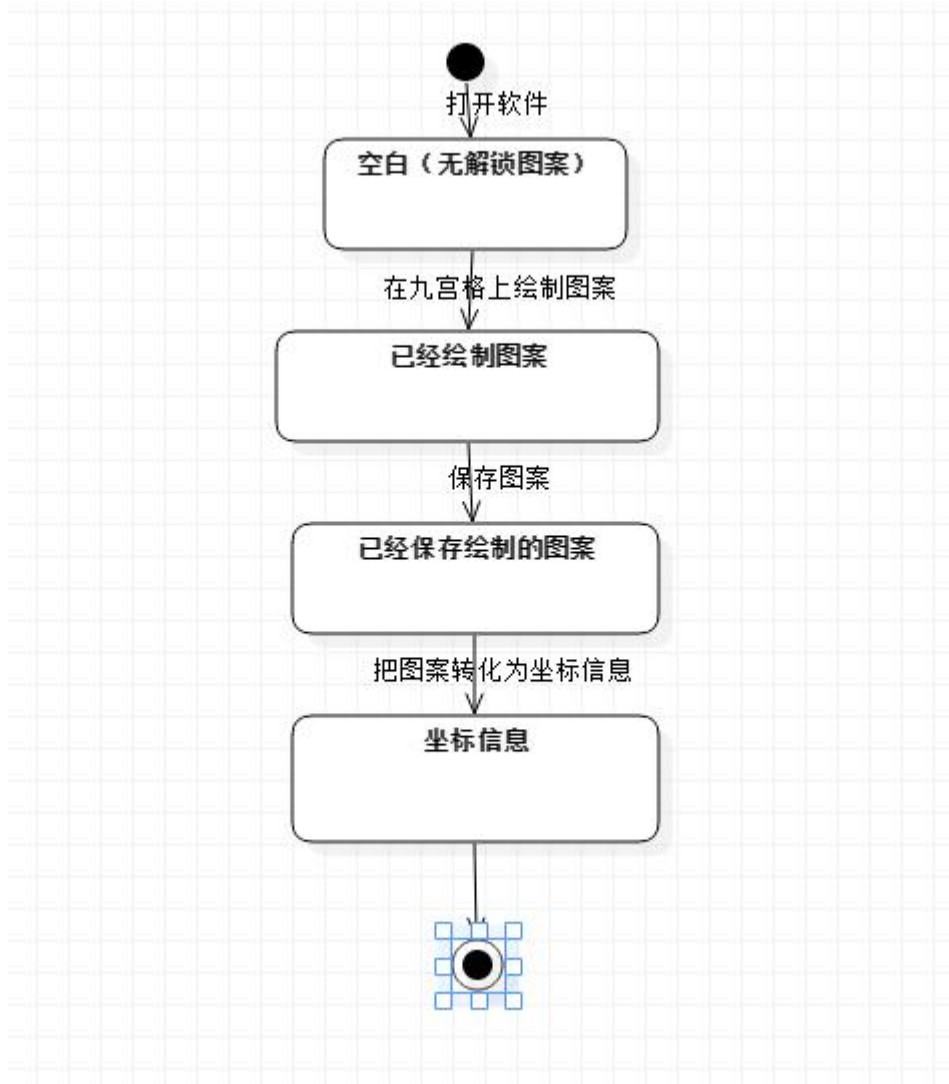 打开软件
空白（无解锁图案）
在九宫格上绘制图案
已经绘制图案
保存图案
已经保存绘制的图案
把图案转化为坐标信息
坐标信息